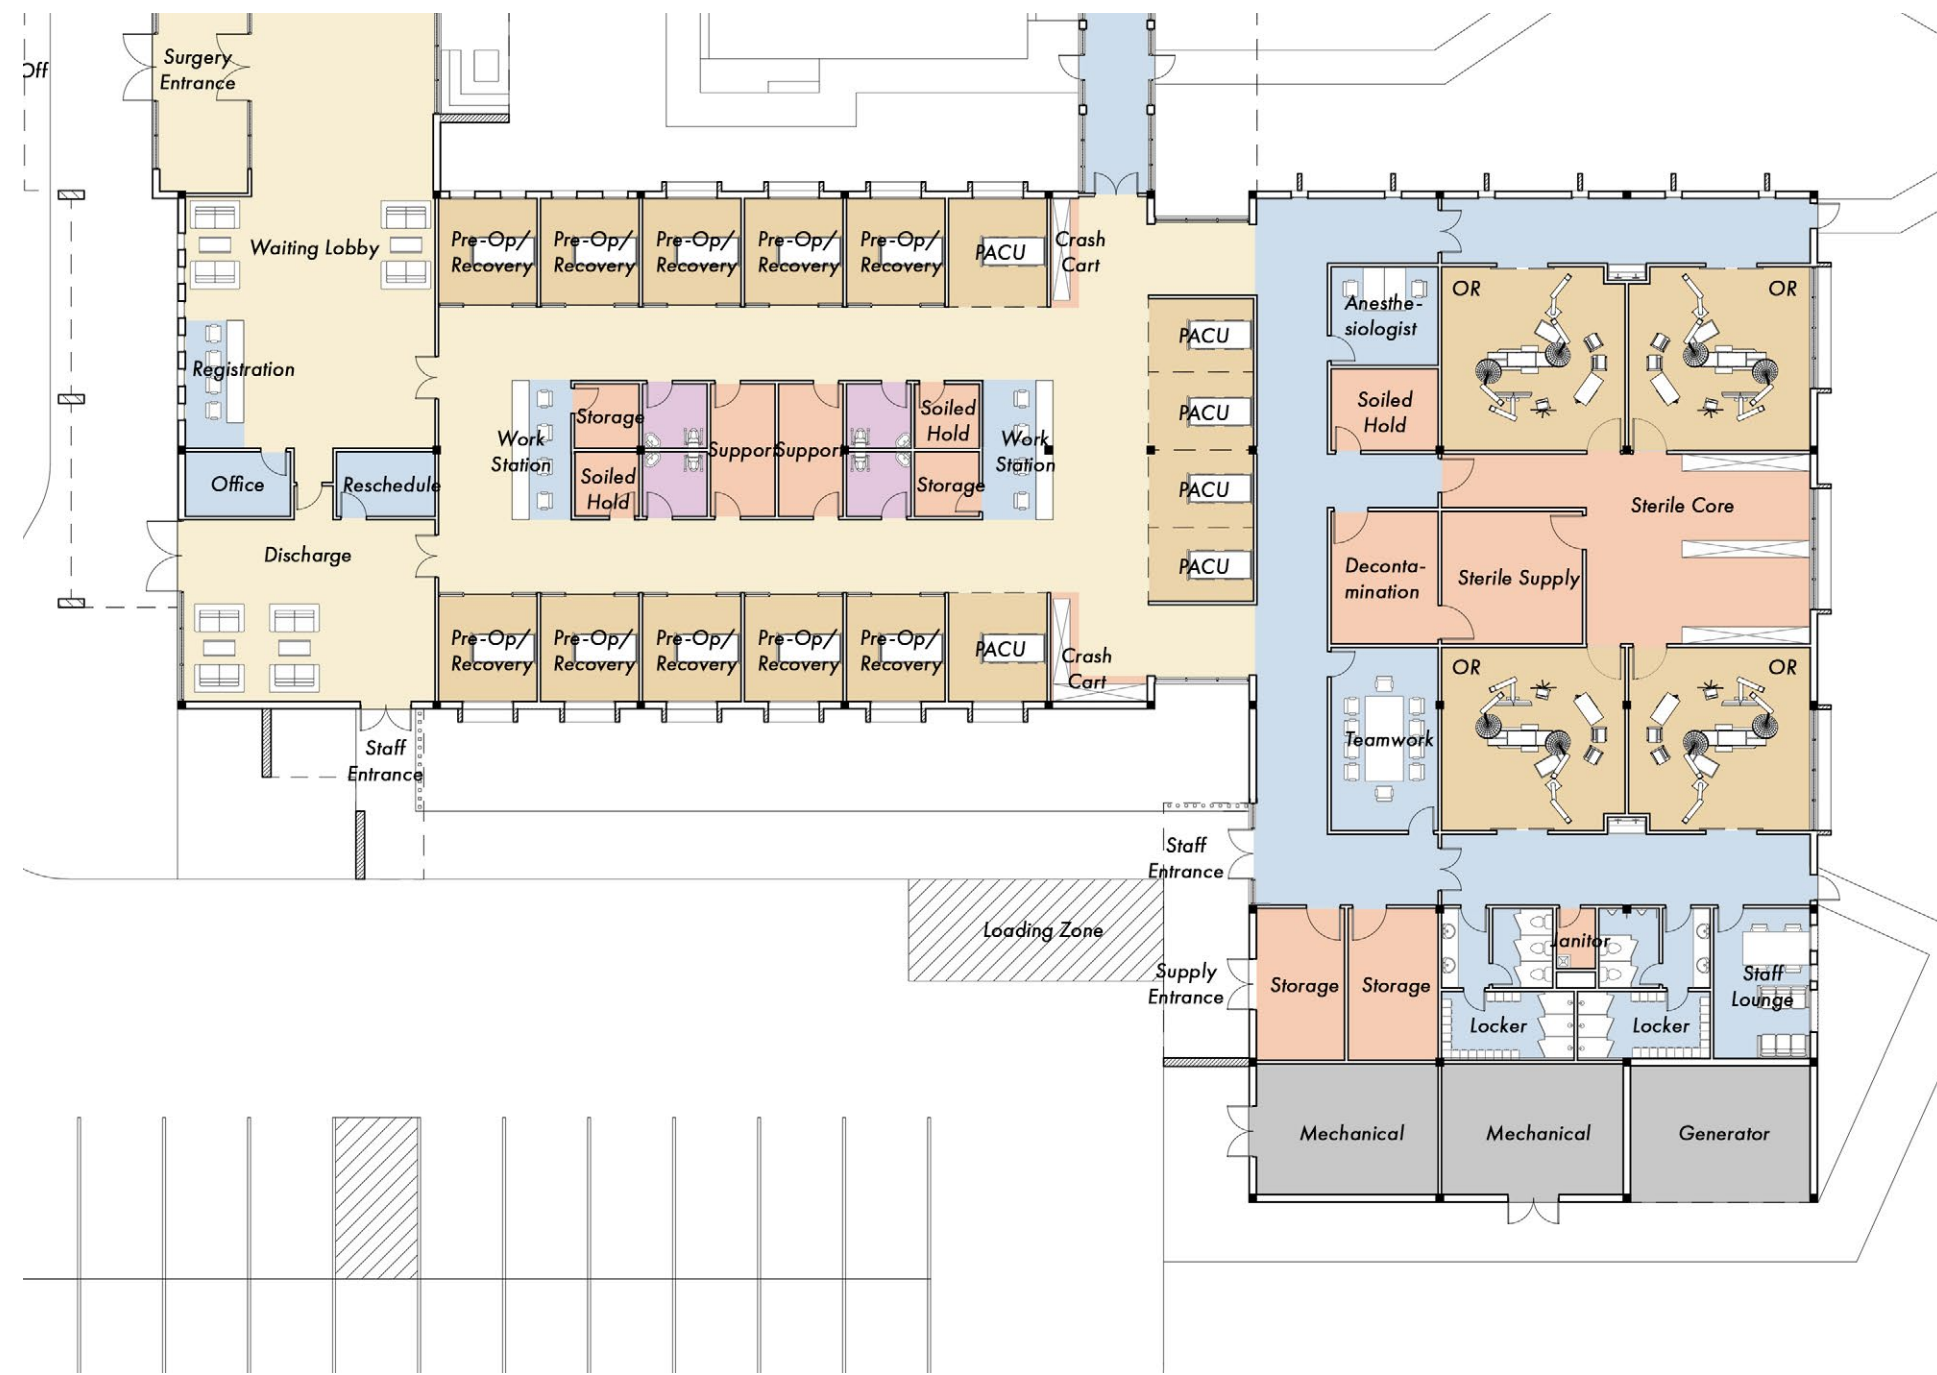 Off
Surgery
Entrance
Waiting Lobby
Pre-Op/
Recovery
Pre-Op/
Recovery
Pre-Op/
Recovery
Pre-Op/
Recovery
Pre-Op/
Recovery
PACU
Crash
Cart
Registration
Work
Station
Storage
Soiled
Hold
Support
Support
Soiled
Hold
Storage
Work
Station
PACU
PACU
PACU
PACU
Office
Reschedule
Discharge
Pre-Op/
Recovery
Pre-Op/
Recovery
Pre-Op/
Recovery
Pre-Op/
Recovery
Pre-Op/
Recovery
PACU
Crash
Cart
Staff
Entrance
Anesthe-
siologist
OR
OR
Soiled
Hold
Sterile Core
Deconta-
mination
Sterile Supply
Teamwork
OR
OR
Staff
Entrance
Loading Zone
Supply
Entrance
Storage
Storage
Janitor
Locker
Locker
Staff
Lounge
Mechanical
Mechanical
Generator